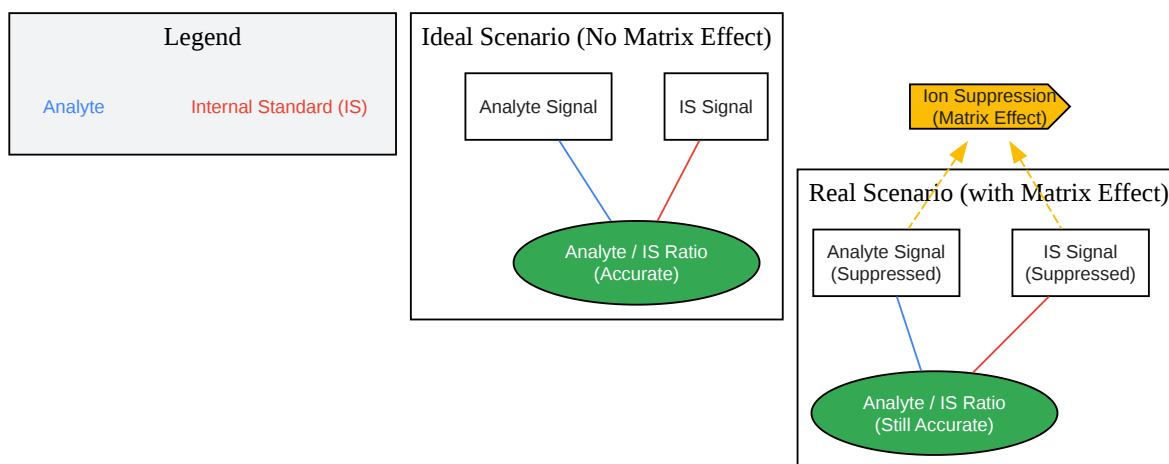 Legend
Analyte
Internal Standard (IS)
Ideal Scenario (No Matrix Effect)
Analyte Signal
IS Signal
Analyte / IS Ratio
(Accurate)
Ion Suppression
(Matrix Effect)
Real Scenario (with Matrix Effect)
Analyte Signal
(Suppressed)
IS Signal
(Suppressed)
Analyte / IS Ratio
(Still Accurate)